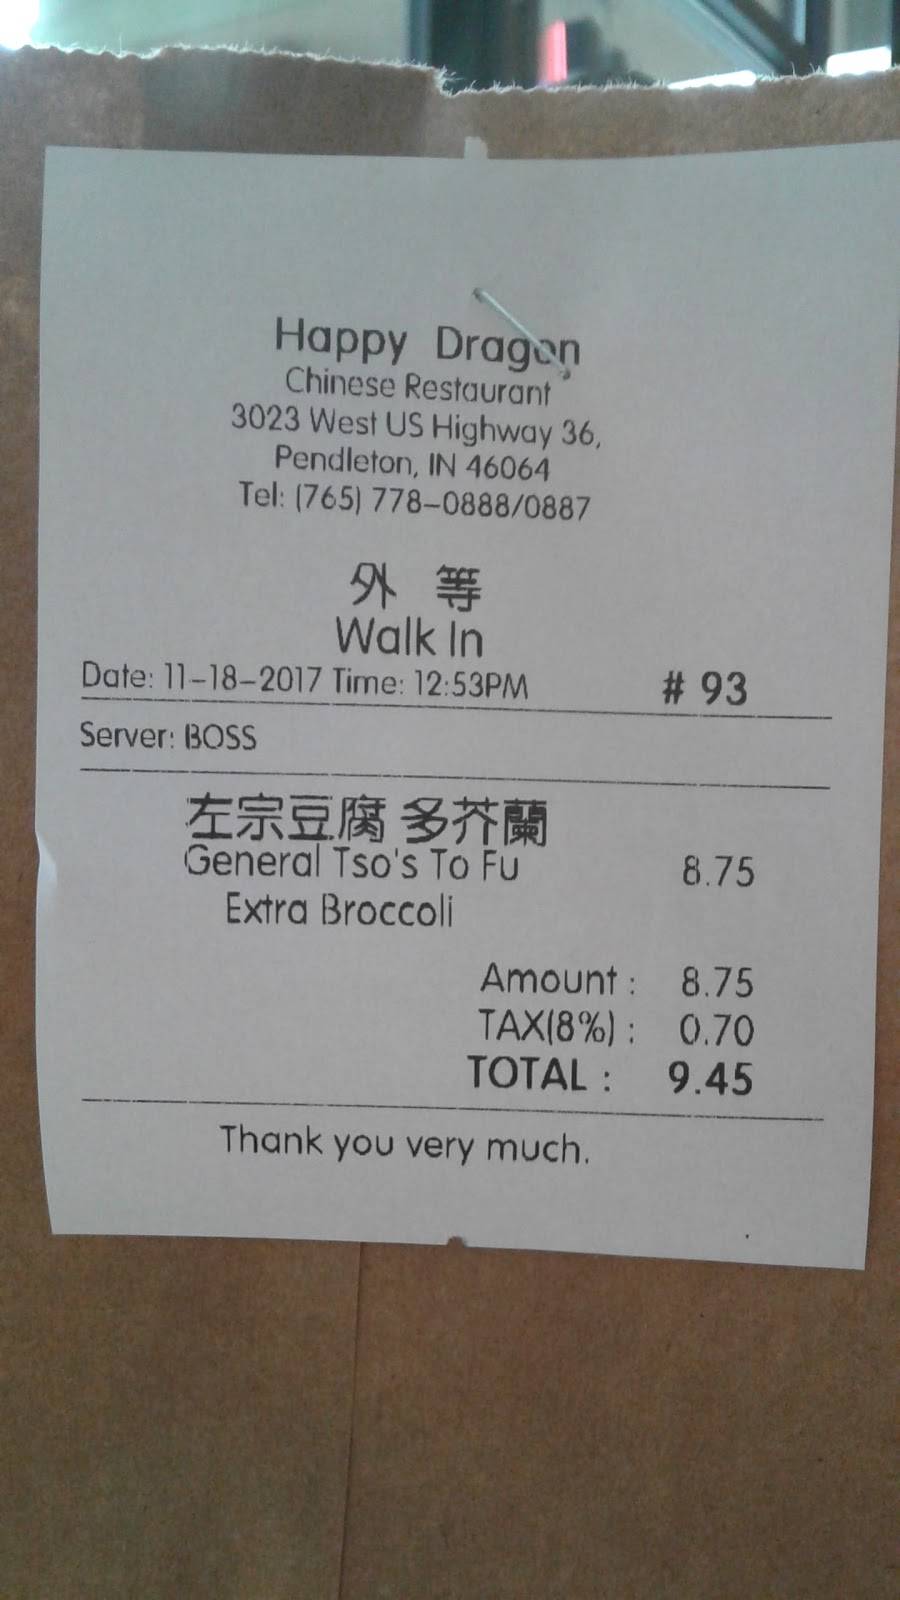 Happy Dragon
Chinese Restaurant
3023 West US Highway 36,
Pendleton, IN 46064
Tel: (765) 778-0888/0887
外 等
Walk In
Date: 11-18-2017 Time: 12:53PM # 93
Server: BOSS
左宗豆腐 多芥蘭
General Tso's To Fu 8.75
Extra Broccoli
Amount : 8.75
TAX(8%) : 0.70
TOTAL : 9.45
Thank you very much.